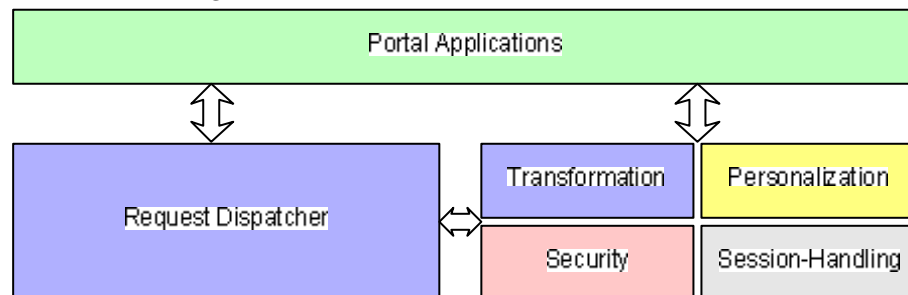 Portal Applications
Transformation
Personalization
Request Dispatcher
Security
Session-Handling